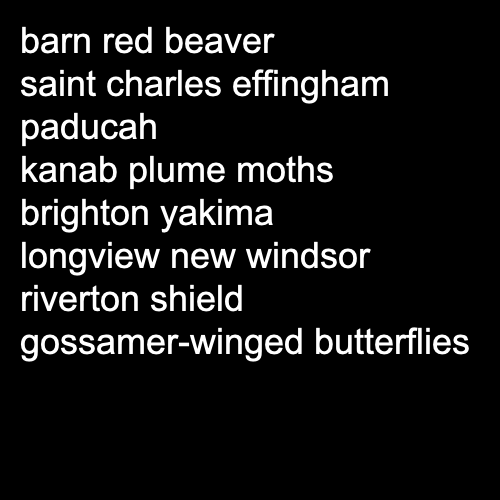 barn red beaver
saint charles effingham
paducah
kanab plume moths
brighton yakima
longview new windsor
riverton shield
gossamer-winged butterflies